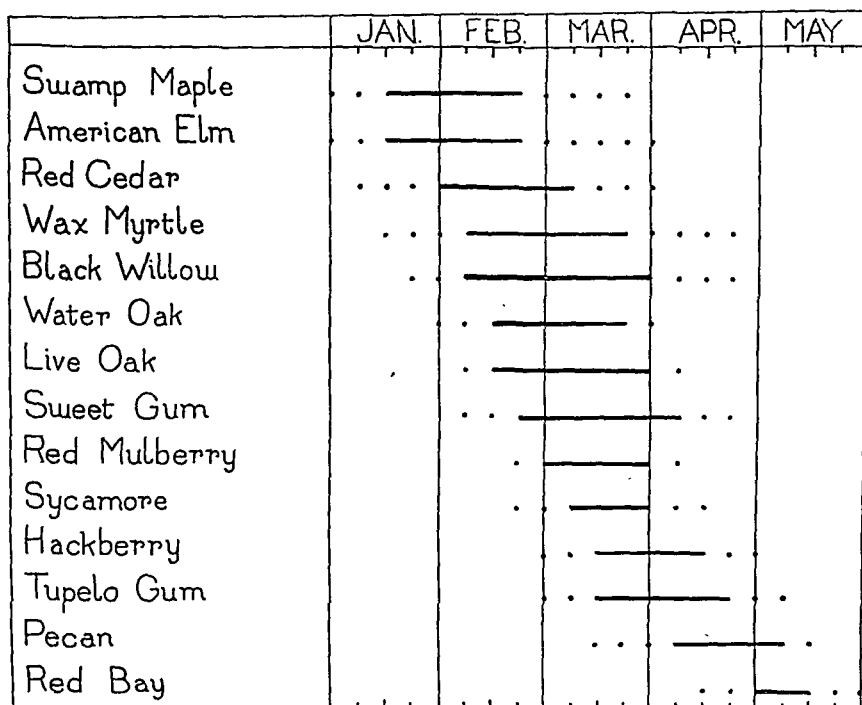 JAN. FEB. MAR. APR. MAY
Swamp Maple
American Elm
Red Cedar
Wax Myrtle
Black Willow
Water Oak
Live Oak
Sweet Gum
Red Mulberry
Sycamore
Hackberry
Tupelo Gum
Pecan
Red Bay